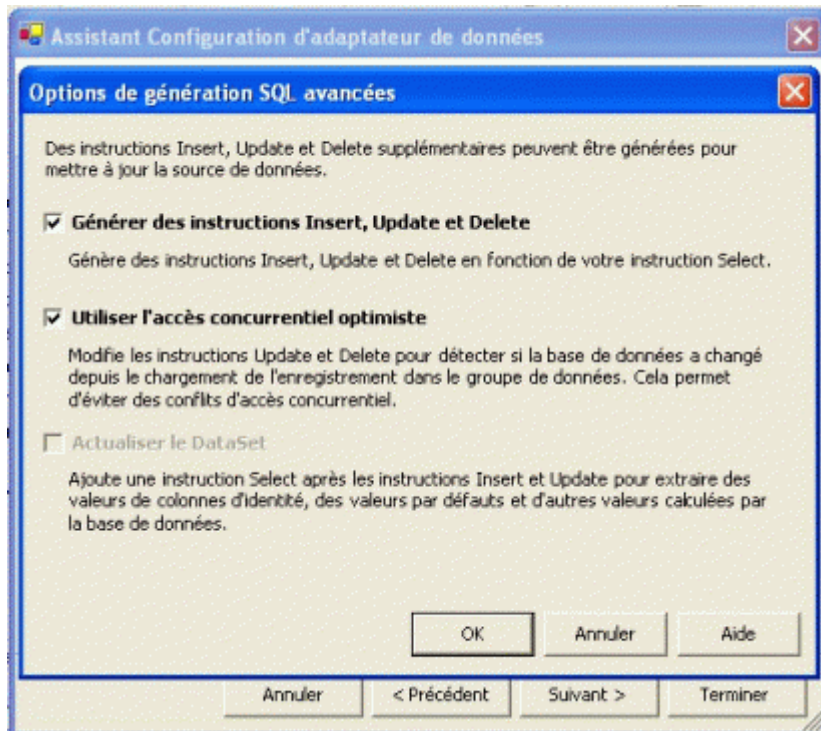 Assistant Configuration d'adaptateur de données
Options de génération SQL avancées
Des instructions Insert, Update et Delete supplémentaires peuvent être générées pour
mettre à jour la source de données.
Générer des instructions Insert, Update et Delete
Génère des instructions Insert, Update et Delete en fonction de votre instruction Select.
Utiliser l'accès concurrentiel optimiste
Modifie les instructions Update et Delete pour détecter si la base de données a changé
depuis le chargement de l'enregistrement dans le groupe de données. Cela permet
d'éviter des conflits d'accès concurrentiel.
Actualiser le DataSet
Ajoute une instruction Select après les instructions Insert et Update pour extraire des
valeurs de colonnes d'identité, des valeurs par défauts et d'autres valeurs calculées par
la base de données.
OK Annuler Aide
Annuler < Précédent Suivant > Terminer